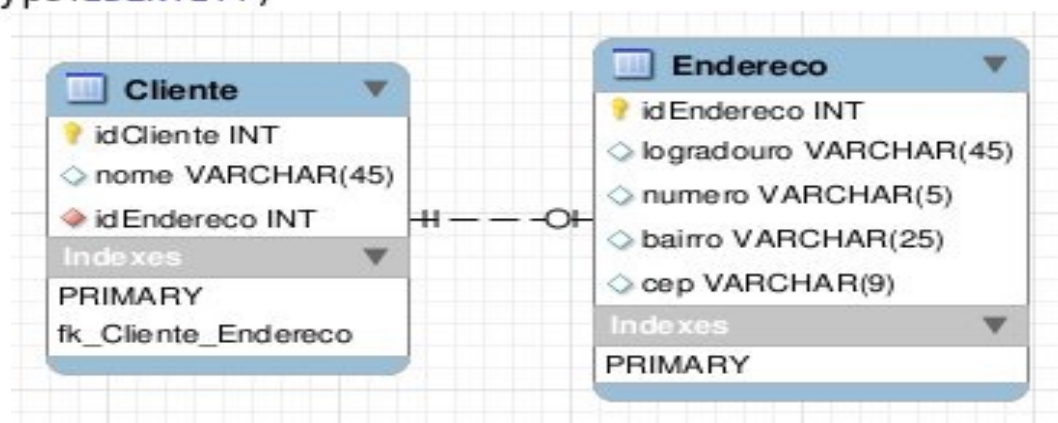 Cliente
idCliente INT
nome VARCHAR(45)
idEndereco INT
Indexes
PRIMARY
fk_Cliente_Endereco
Endereco
idEndereco INT
logradouro VARCHAR(45)
numero VARCHAR(5)
bairro VARCHAR(25)
cep VARCHAR(9)
Indexes
PRIMARY